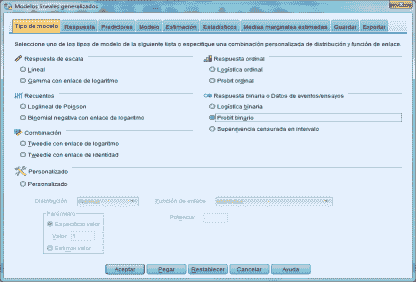 Modelos lineales generalizados
Tipo de modelo Respuesta Predictores Modelo Estimación Estadísticos Medias marginales estimadas Guardar Exportar
Seleccione uno de los tipos de modelo de la siguiente lista o especifique una combinación personalizada de distribución y función de enlace.
Respuesta de escala
Lineal
Gamma con enlace de logaritmo
Respuesta ordinal
Logística ordinal
Probit ordinal
Recuentos
Loglineal de Poisson
Binomial negativa con enlace de logaritmo
Respuesta binaria o Datos de eventos/ensayos
Logística binaria
Probit binario
Supervivencia censurada en intervalo
Combinación
Tweedie con enlace de logaritmo
Tweedie con enlace de identidad
Personalizado
Personalizado
Distribución: Función de enlace:
Parámetro
Especificar valor
Valor:
Estimar valor
Potencia:
Aceptar Pegar Restablecer Cancelar Ayuda